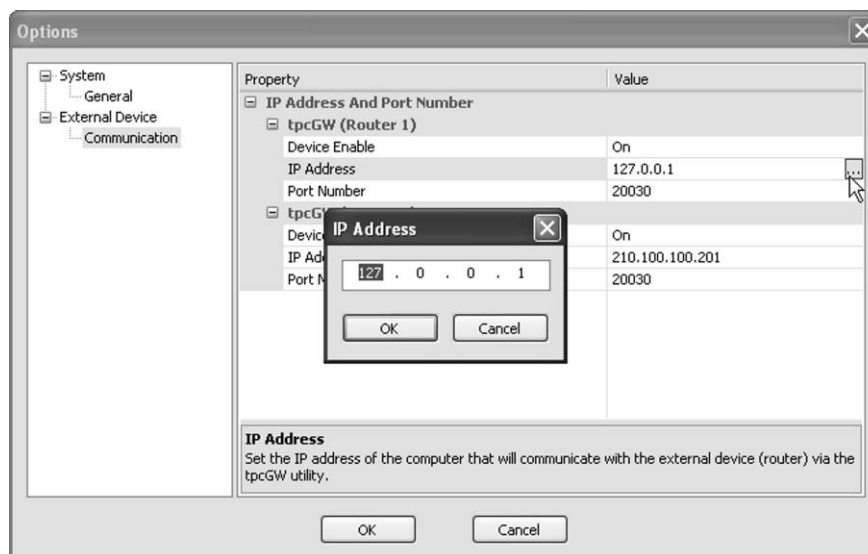 Options
System
General
External Device
Communication
Property Value
IP Address And Port Number
tpcGW (Router 1)
Device Enable On
IP Address 127.0.0.1 ...
Port Number 20030
On
210.100.100.201
20030
IP Address
127 . 0 . 0 . 1
OK Cancel
IP Address
Set the IP address of the computer that will communicate with the external device (router) via the
tpcGW utility.
OK Cancel